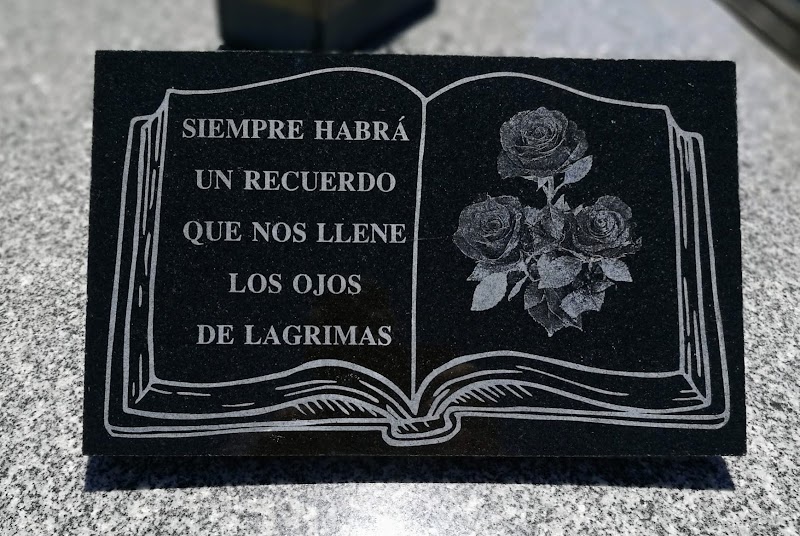 SIEMPRE HABRÁ
UN RECUERDO
QUE NOS LLENE
LOS OJOS
DE LAGRIMAS